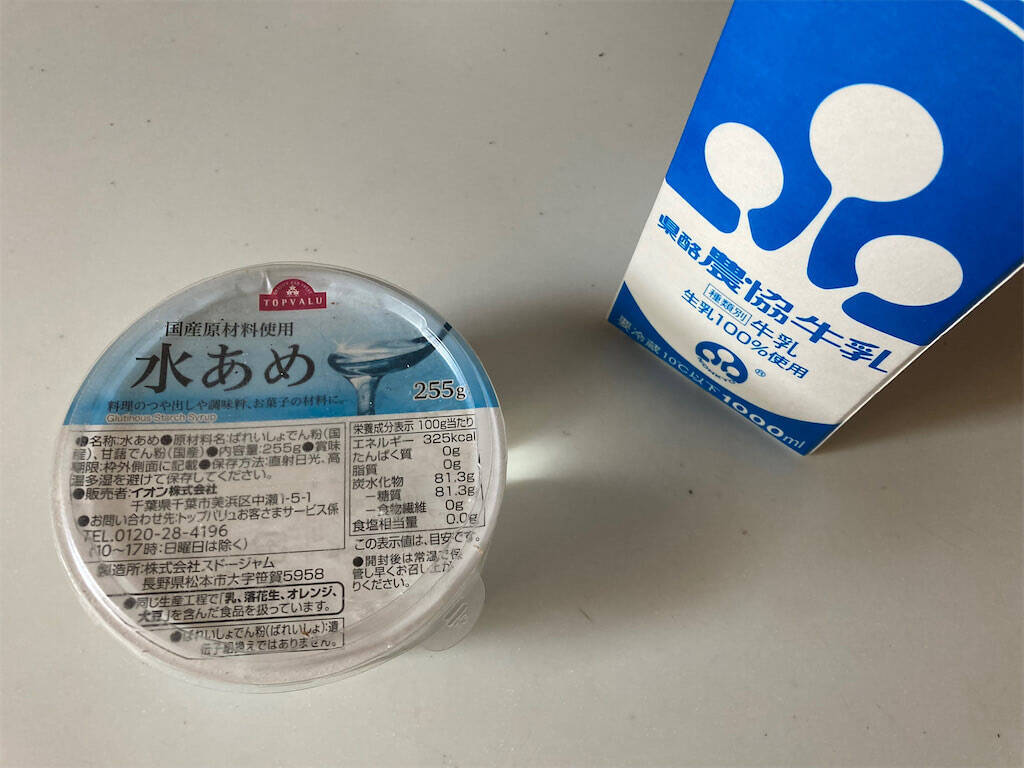 TOPVALU
国産原材料使用
水あめ
255g
料理のつや出しや調味料、お菓子の材料に。
Glutinous Starch Syrup
●名称:水あめ●原材料名:ばれいしょでん粉(国
産)、甘藷でん粉(国産)●内容量:255g●賞味
期限:枠外側面に記載●保存方法:直射日光、高
温多湿を避けて保存してください。
●販売者:イオン株式会社
千葉県千葉市美浜区中瀬1-5-1
●お問い合わせ先:トップバリュお客さまサービス係
TEL.0120-28-4196
(10～17時:日曜日は除く)
製造所:株式会社スドージャム
長野県松本市大字笹賀5958
●同じ生産工程で「乳、落花生、オレンジ、
大豆」を含んだ食品を扱っています。
●ばれいしょでん粉(ばれいしょ):遺
伝子組換えではありません。
栄養成分表示 100g当たり
エネルギー 325kcal
たんぱく質 0g
脂質 0g
炭水化物 81.3g
－糖質 81.3g
－食物繊維 0g
食塩相当量 0.0g
この表示値は、目安です。
●開封後は常温で保
管し早くお召し上が
りください。
県酪 農協牛乳
種類別 牛乳
生乳100%使用
要冷蔵10℃以下 1000ml